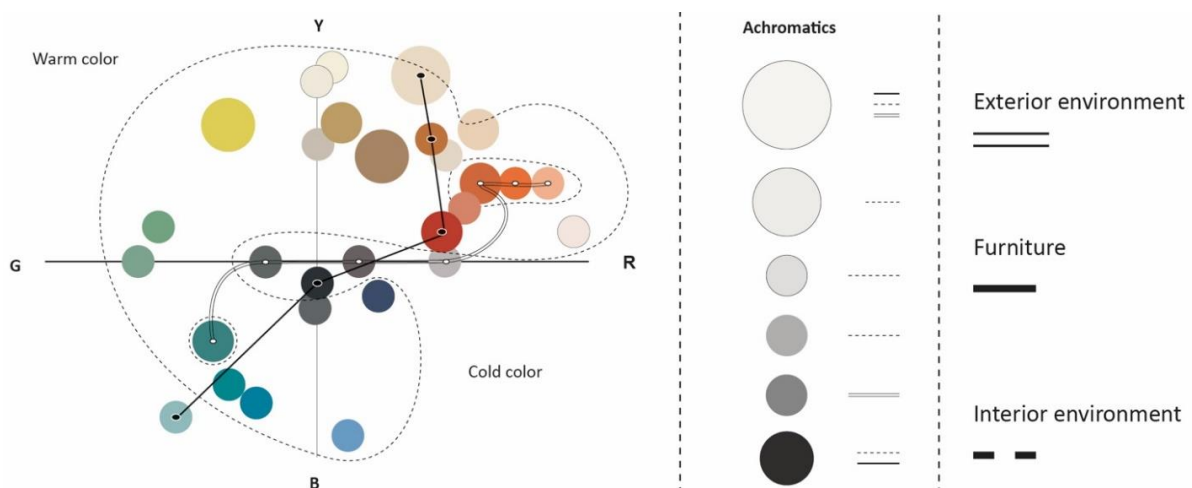 Y
Warm color
G
R
Cold color
B
Achromatics
Exterior environment
Furniture
Interior environment